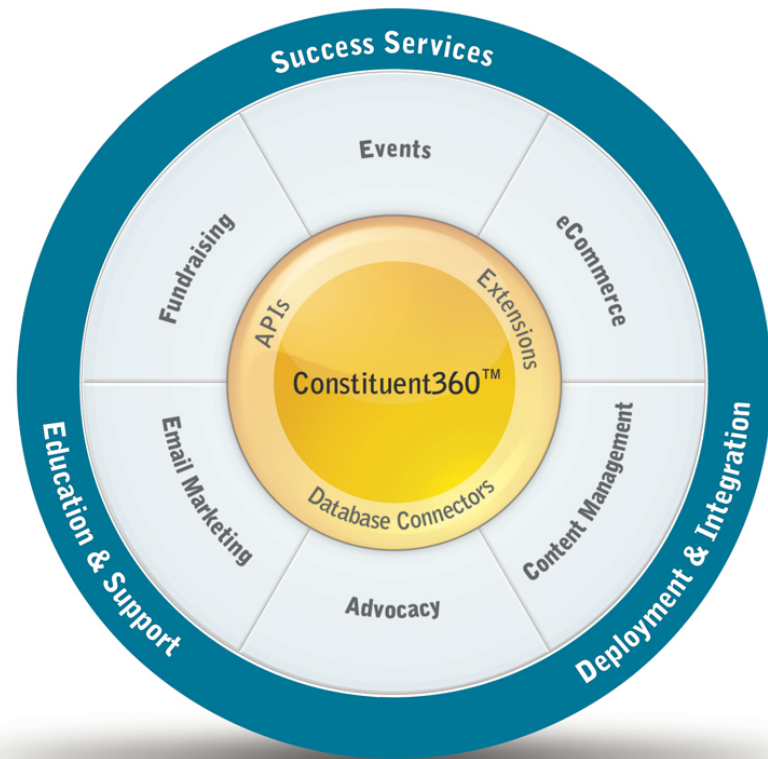 Success Services
Events
Fundraising
eCommerce
APIs
Extensions
Constituent360™
Database Connectors
Email Marketing
Content Management
Advocacy
Education & Support
Deployment & Integration